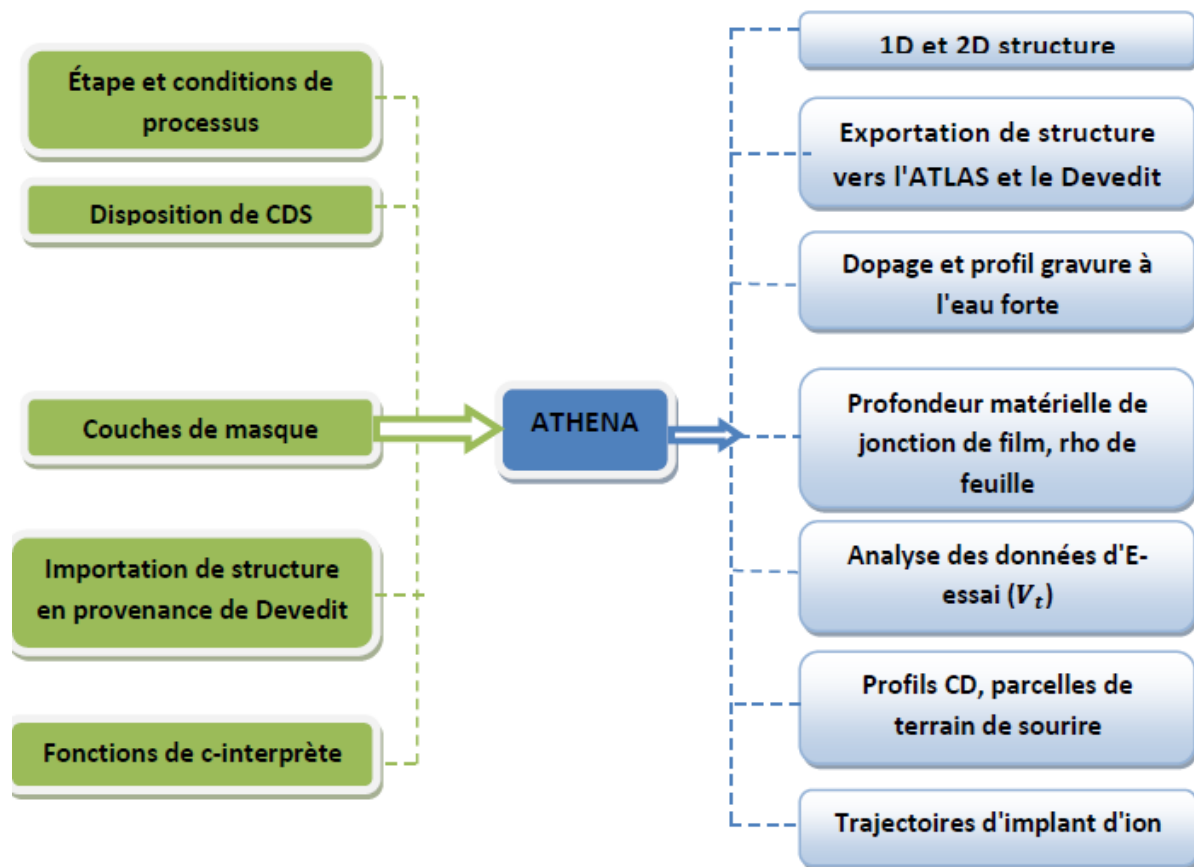 Étape et conditions de
processus
Disposition de CDS
Couches de masque
Importation de structure
en provenance de Devedit
Fonctions de c-interprète
ATHENA
1D et 2D structure
Exportation de structure
vers l'ATLAS et le Devedit
Dopage et profil gravure à
l'eau forte
Profondeur matérielle de
jonction de film, rho de
feuille
Analyse des données d'E-
essai (V_t)
Profils CD, parcelles de
terrain de sourire
Trajectoires d'implant d'ion